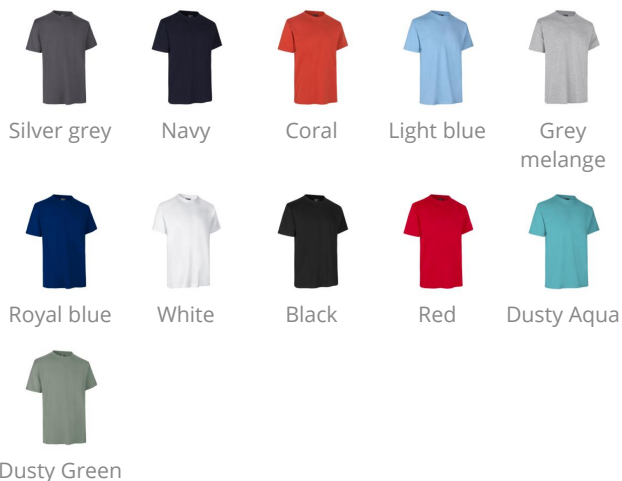 Silver grey
Navy
Coral
Light blue
Grey
melange
Royal blue
White
Black
Red
Dusty Aqua
Dusty Green